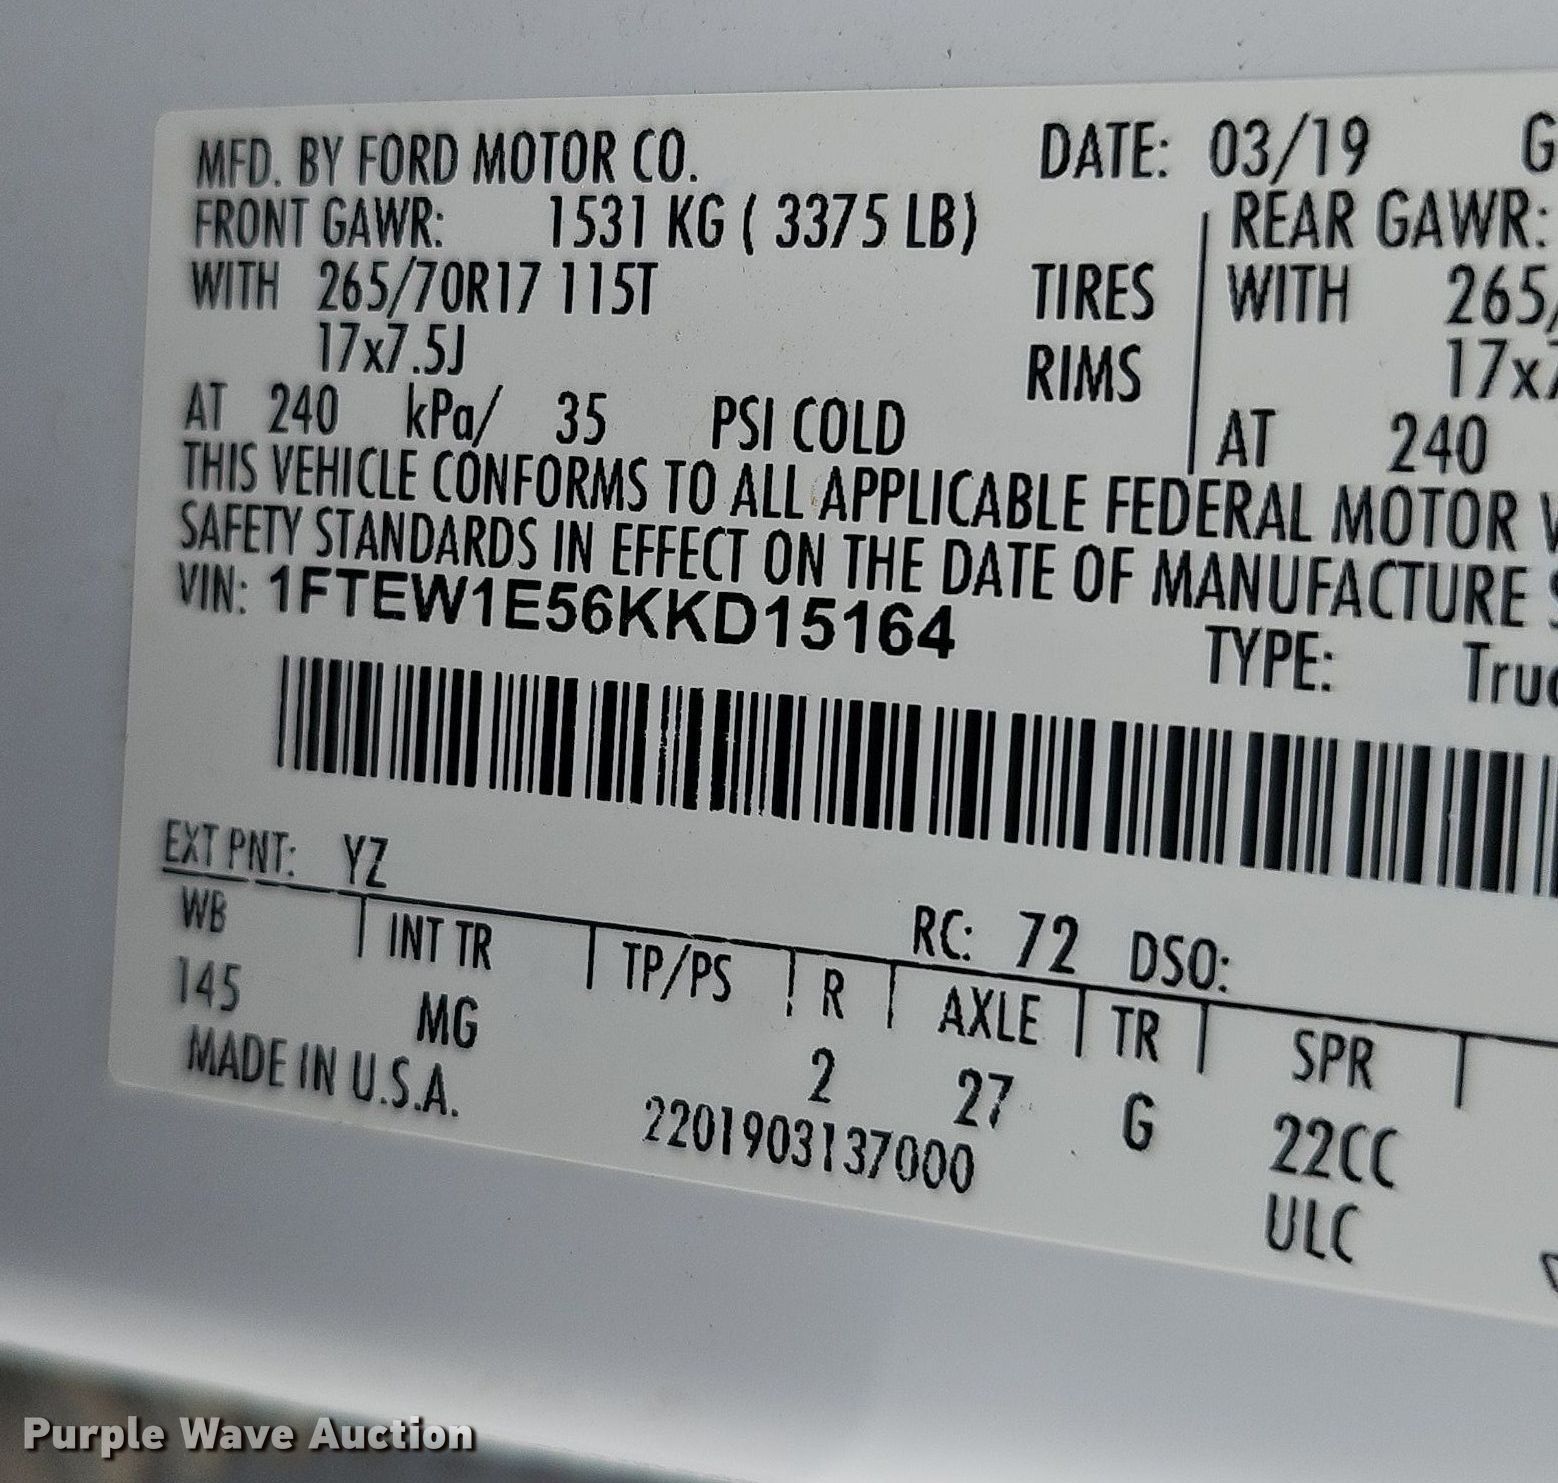 MFD. BY FORD MOTOR CO. DATE: 03/19 G
FRONT GAWR: 1531 KG ( 3375 LB) REAR GAWR:
WITH 265/70R17 115T TIRES WITH 265/
17x7.5J RIMS 17x7
AT 240 kPa/ 35 PSI COLD AT 240
THIS VEHICLE CONFORMS TO ALL APPLICABLE FEDERAL MOTOR V
SAFETY STANDARDS IN EFFECT ON THE DATE OF MANUFACTURE S
VIN: 1FTEW1E56KKD15164 TYPE: Truc
EXT PNT: YZ RC: 72 DSO:
WB INT TR TP/PS R AXLE TR SPR
145 MG 2 27 G 22CC
MADE IN U.S.A. 2201903137000 ULC
Purple Wave Auction